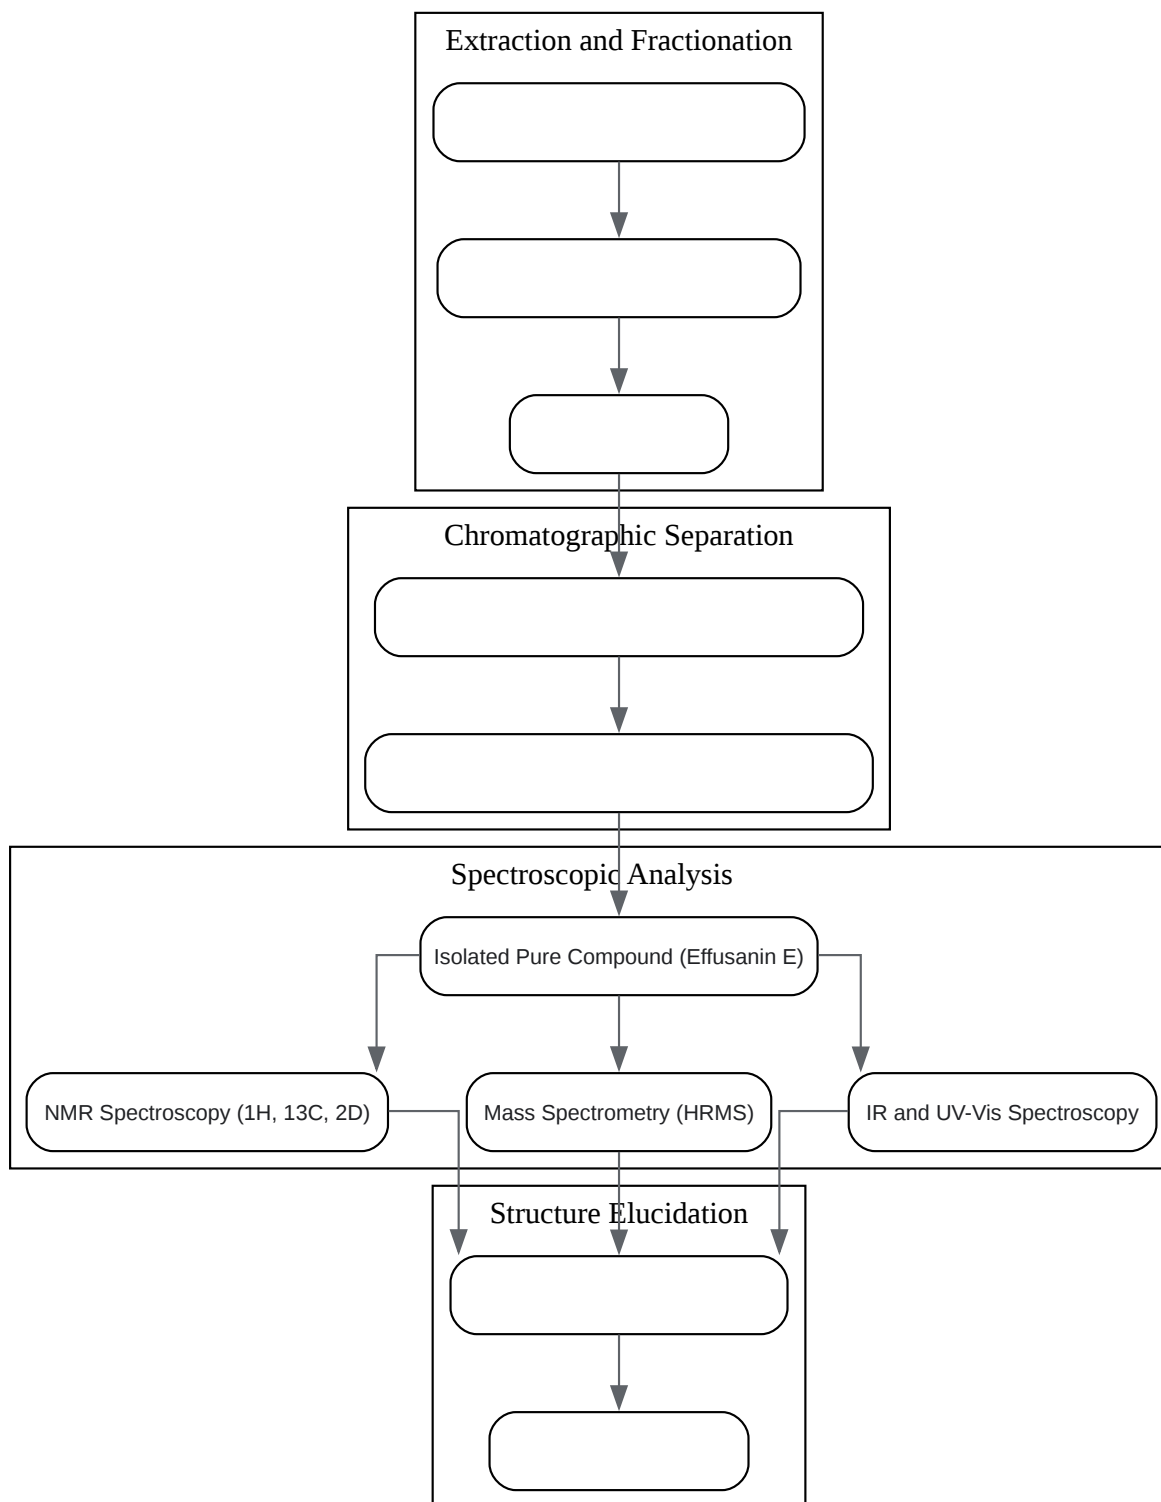 Extraction and Fractionation
Chromatographic Separation
Spectroscopic Analysis
Isolated Pure Compound (Effusanin E)
NMR Spectroscopy (1H, 13C, 2D)
Mass Spectrometry (HRMS)
IR and UV-Vis Spectroscopy
Structure Elucidation